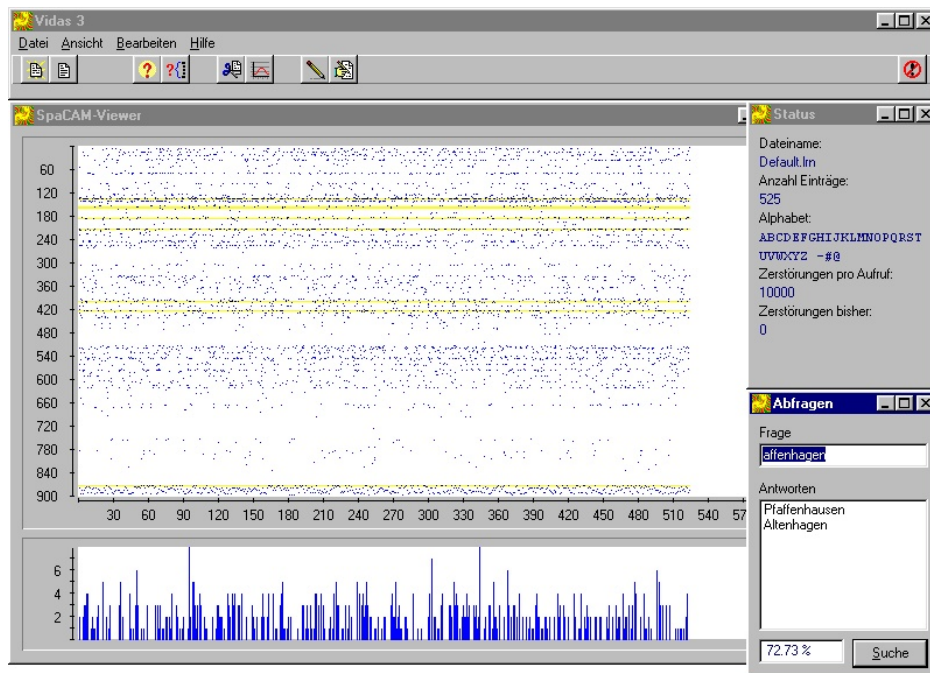 Vidas 3
Datei Ansicht Bearbeiten Hilfe
SpaCAM-Viewer
60
120
180
240
300
360
420
480
540
600
660
720
780
840
900
30 60 90 120 150 180 210 240 270 300 330 360 390 420 450 480 510 540
6
4
2
Status
Dateiname:
Default.lrn
Anzahl Einträge:
525
Alphabet:
ABCDEFGHIJKLMNOPQRST
UVWXYZ -#@
Zerstörungen pro Aufruf:
10000
Zerstörungen bisher:
0
Abfragen
Frage
affenhagen
Antworten
Pfaffenhausen
Altenhagen
72.73 % Suche